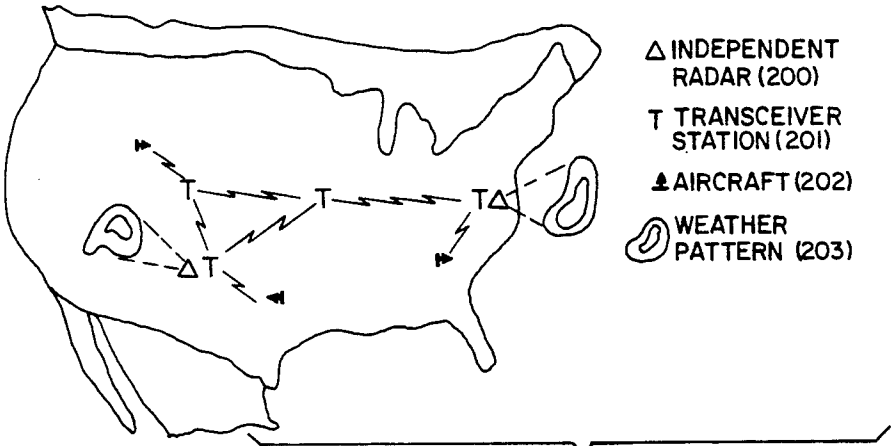 INDEPENDENT
RADAR (200)
T TRANSCEIVER
STATION (201)
AIRCRAFT (202)
WEATHER
PATTERN (203)
T
T
T
T